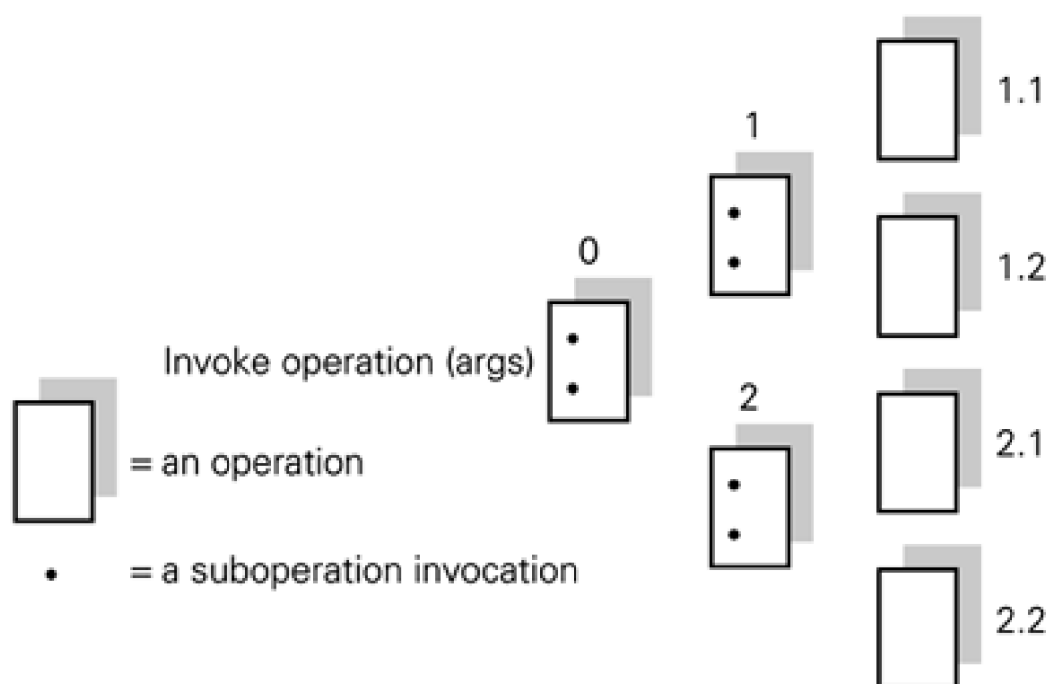 1.1
1
1.2
0
Invoke operation (args)
2
2.1
= an operation
= a suboperation invocation
2.2